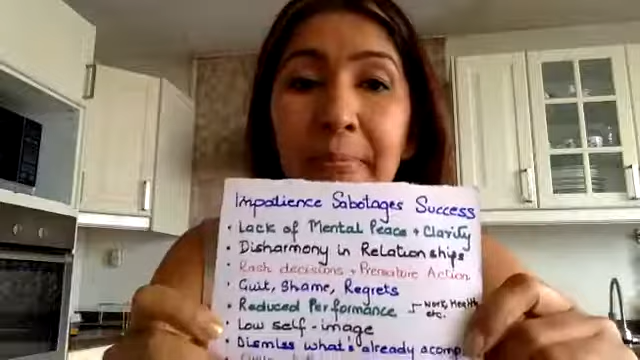 Impatience Sabotages Success
• Lack of Mental Peace + Clarity
• Disharmony in Relationships
• Rash decisions + Premature Action
• Guilt, Shame, Regrets
• Reduced Performance → Work, Health etc.
• Low self-image
• Dismiss what's already accomp